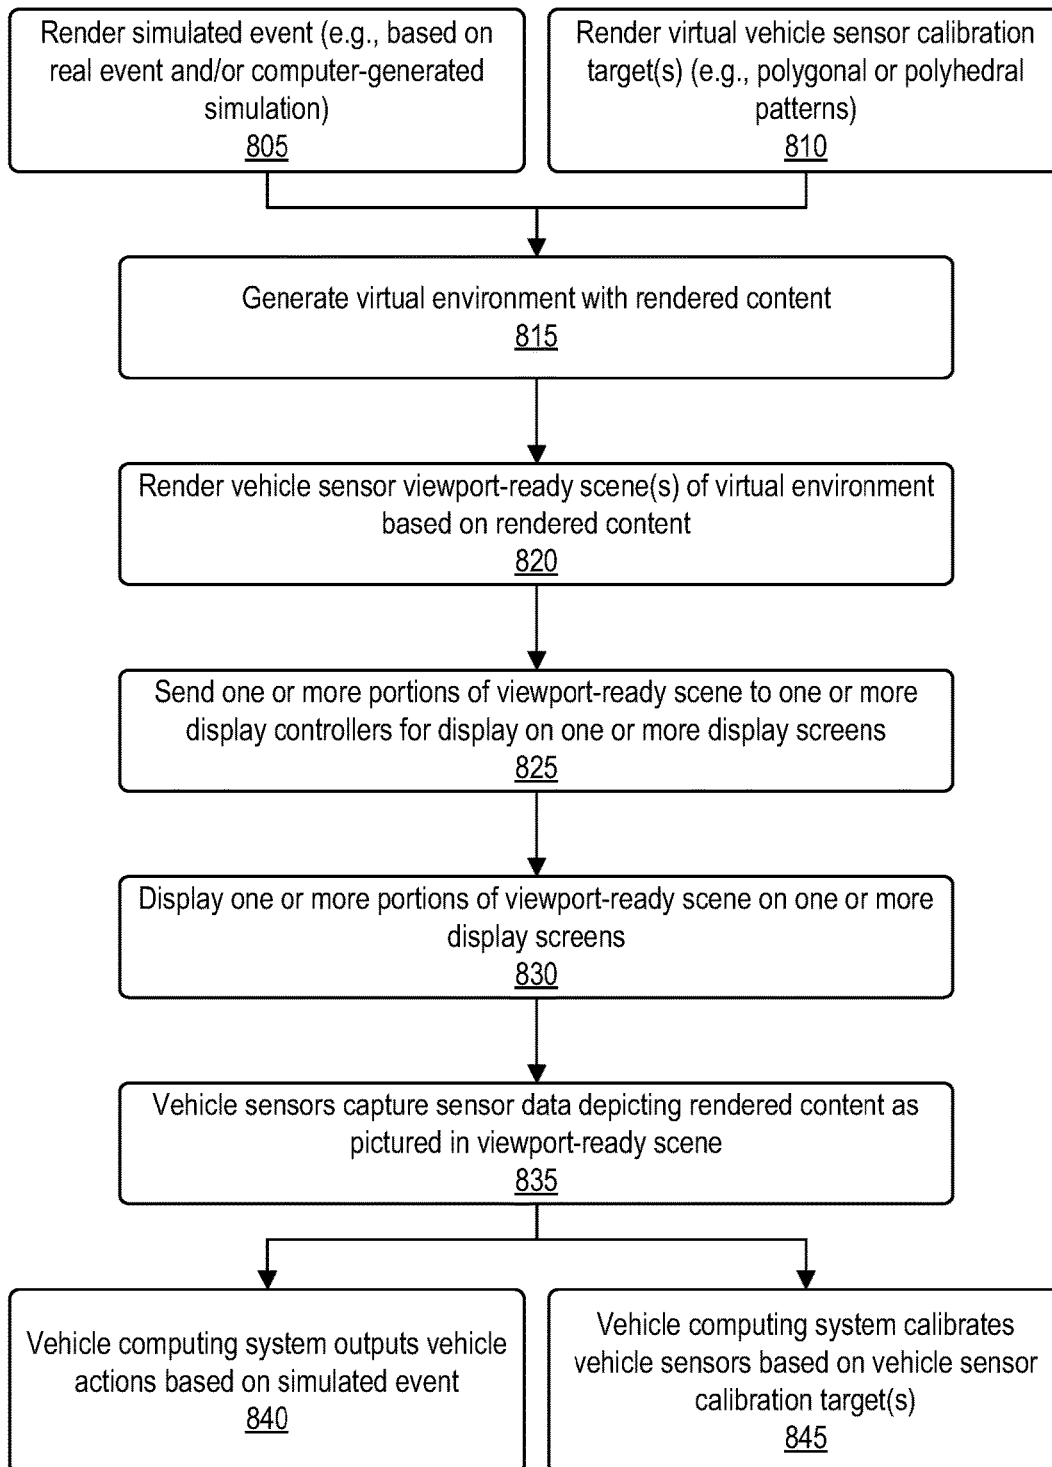 Render simulated event (e.g., based on
real event and/or computer-generated
simulation)
805
Render virtual vehicle sensor calibration
target(s) (e.g., polygonal or polyhedral
patterns)
810
Generate virtual environment with rendered content
815
Render vehicle sensor viewport-ready scene(s) of virtual environment
based on rendered content
820
Send one or more portions of viewport-ready scene to one or more
display controllers for display on one or more display screens
825
Display one or more portions of viewport-ready scene on one or more
display screens
830
Vehicle sensors capture sensor data depicting rendered content as
pictured in viewport-ready scene
835
Vehicle computing system outputs vehicle
actions based on simulated event
840
Vehicle computing system calibrates
vehicle sensors based on vehicle sensor
calibration target(s)
845